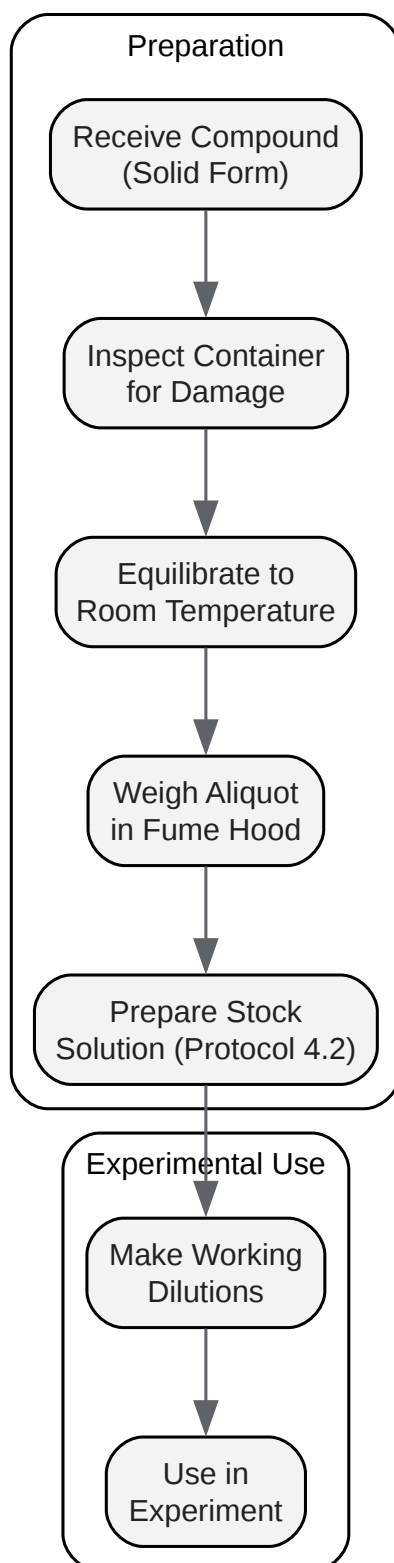 Preparation
Receive Compound
(Solid Form)
Inspect Container
for Damage
Equilibrate to
Room Temperature
Weigh Aliquot
in Fume Hood
Prepare Stock
Solution (Protocol 4.2)
Experimental Use
Make Working
Dilutions
Use in
Experiment